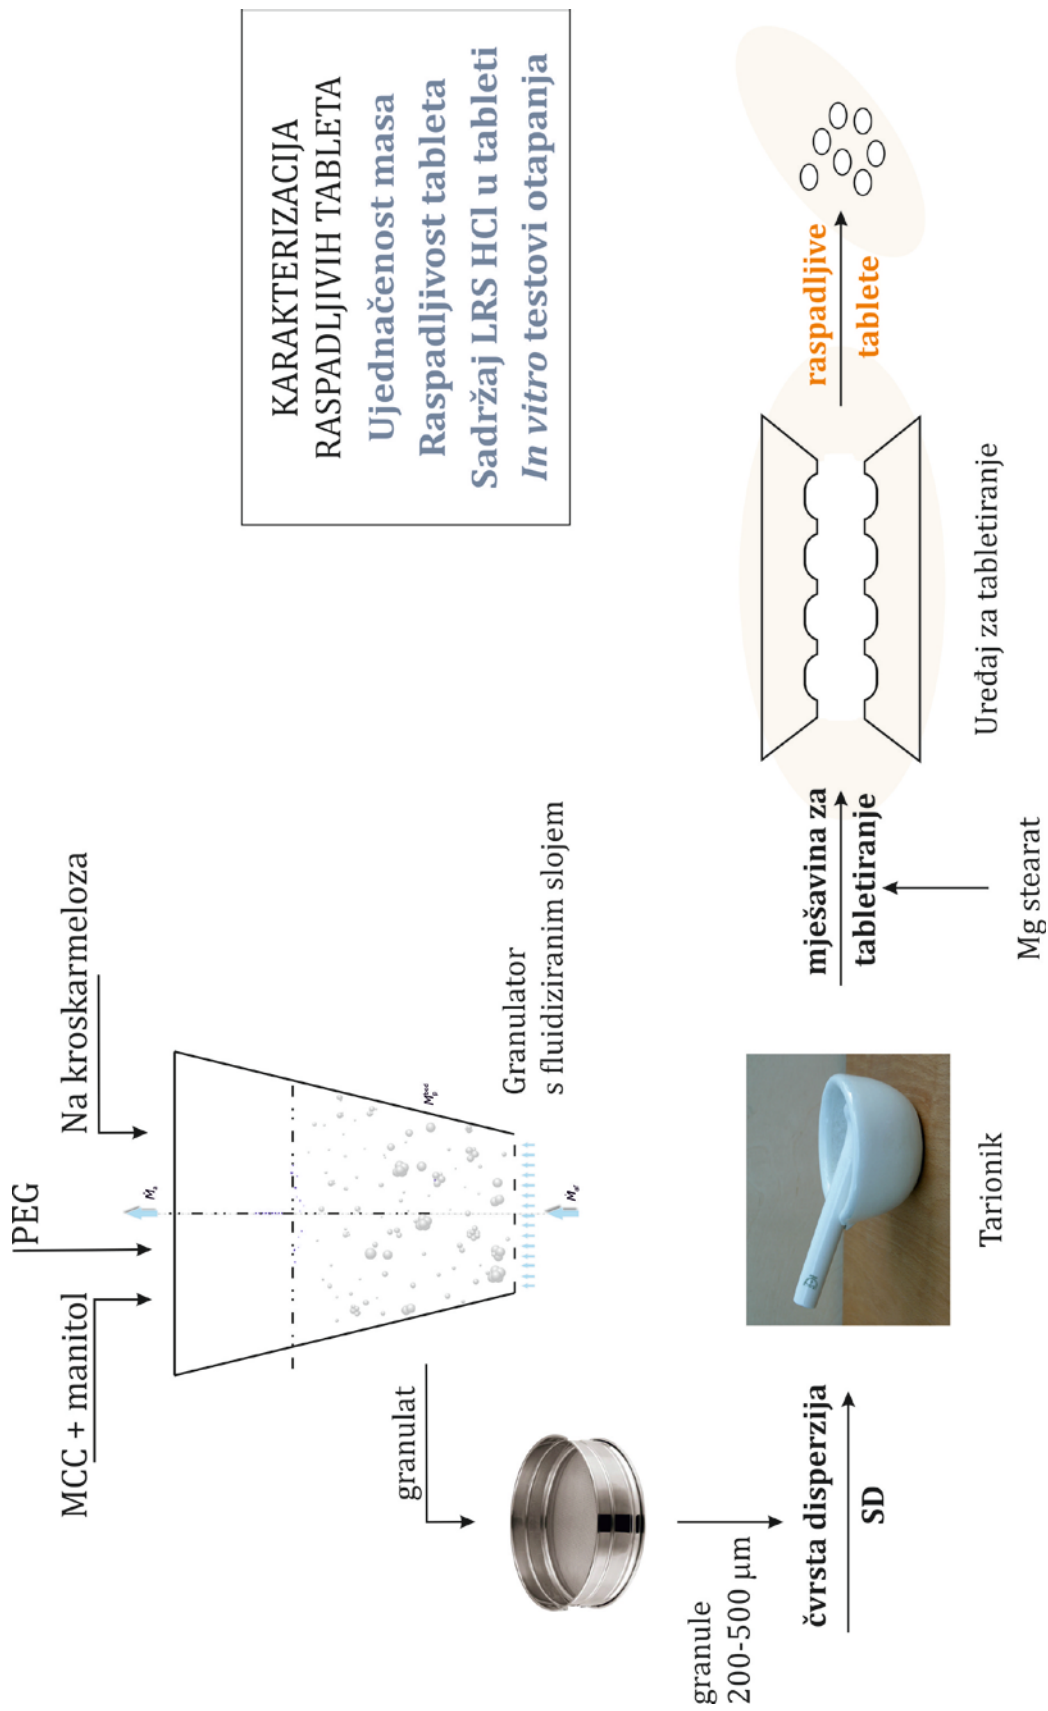 MCC + manitol
PEG
Na kroskarmeloza
Granulator
s fluidiziranim slojem
granulat
granule
200-500 µm
čvrsta disperzija
SD
Tarionik
mješavina za
tabletiranje
Mg stearat
Uređaj za tabletiranje
raspadljive
tablete
KARAKTERIZACIJA
RASPADLJIVIH TABLETA
Ujednačenost masa
Raspadljivost tableta
Sadržaj LRS HCl u tableti
In vitro testovi otapanja